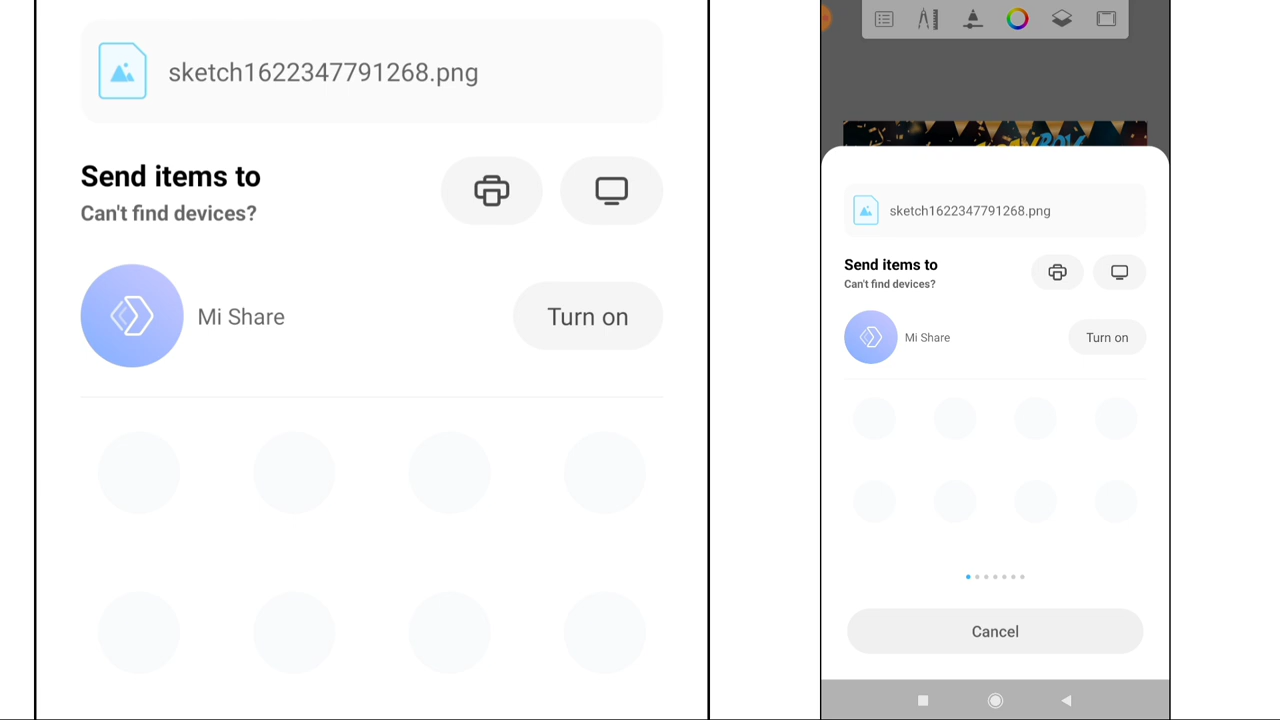 sketch1622347791268.png
Send items to
Can't find devices?
Mi Share
Turn on
sketch1622347791268.png
Send items to
Can't find devices?
Mi Share
Turn on
Cancel